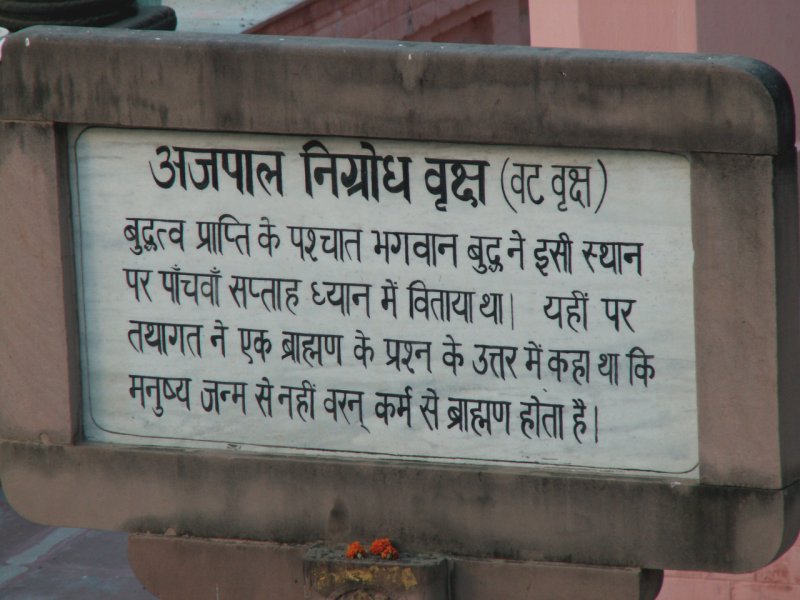 अजपाल निग्रोध वृक्ष (वट वृक्ष)
बुद्धत्व प्राप्ति के पश्चात भगवान बुद्ध ने इसी स्थान
पर पाँचवाँ सप्ताह ध्यान में विताया था। यहीं पर
तथागत ने एक ब्राह्मण के प्रश्न के उत्तर में कहा था कि
मनुष्य जन्म से नहीं वरन् कर्म से ब्राह्मण होता है।